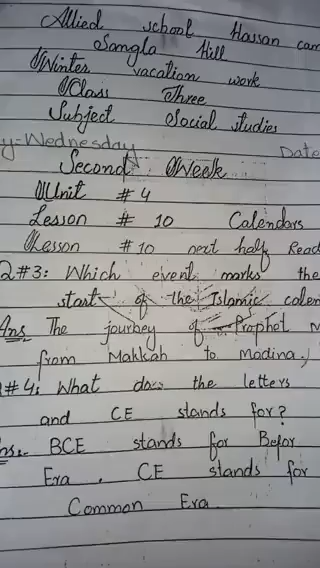 Allied school Hassan cam
Sangla Hill
Winter vacation work
Class Three
Subject Social studies
y-Wednesday Date
Second Week
Unit # 4
Lesson # 10 Calendars
Lesson #10 next half Read
Q#3: Which event marks the
start of the Islamic calen
Ans The journey of Prophet M
from Makkah to Madina.
#4: What does the letters
and CE stands for?
ns. BCE stands for Befor
Era. CE stands for
Common Era.